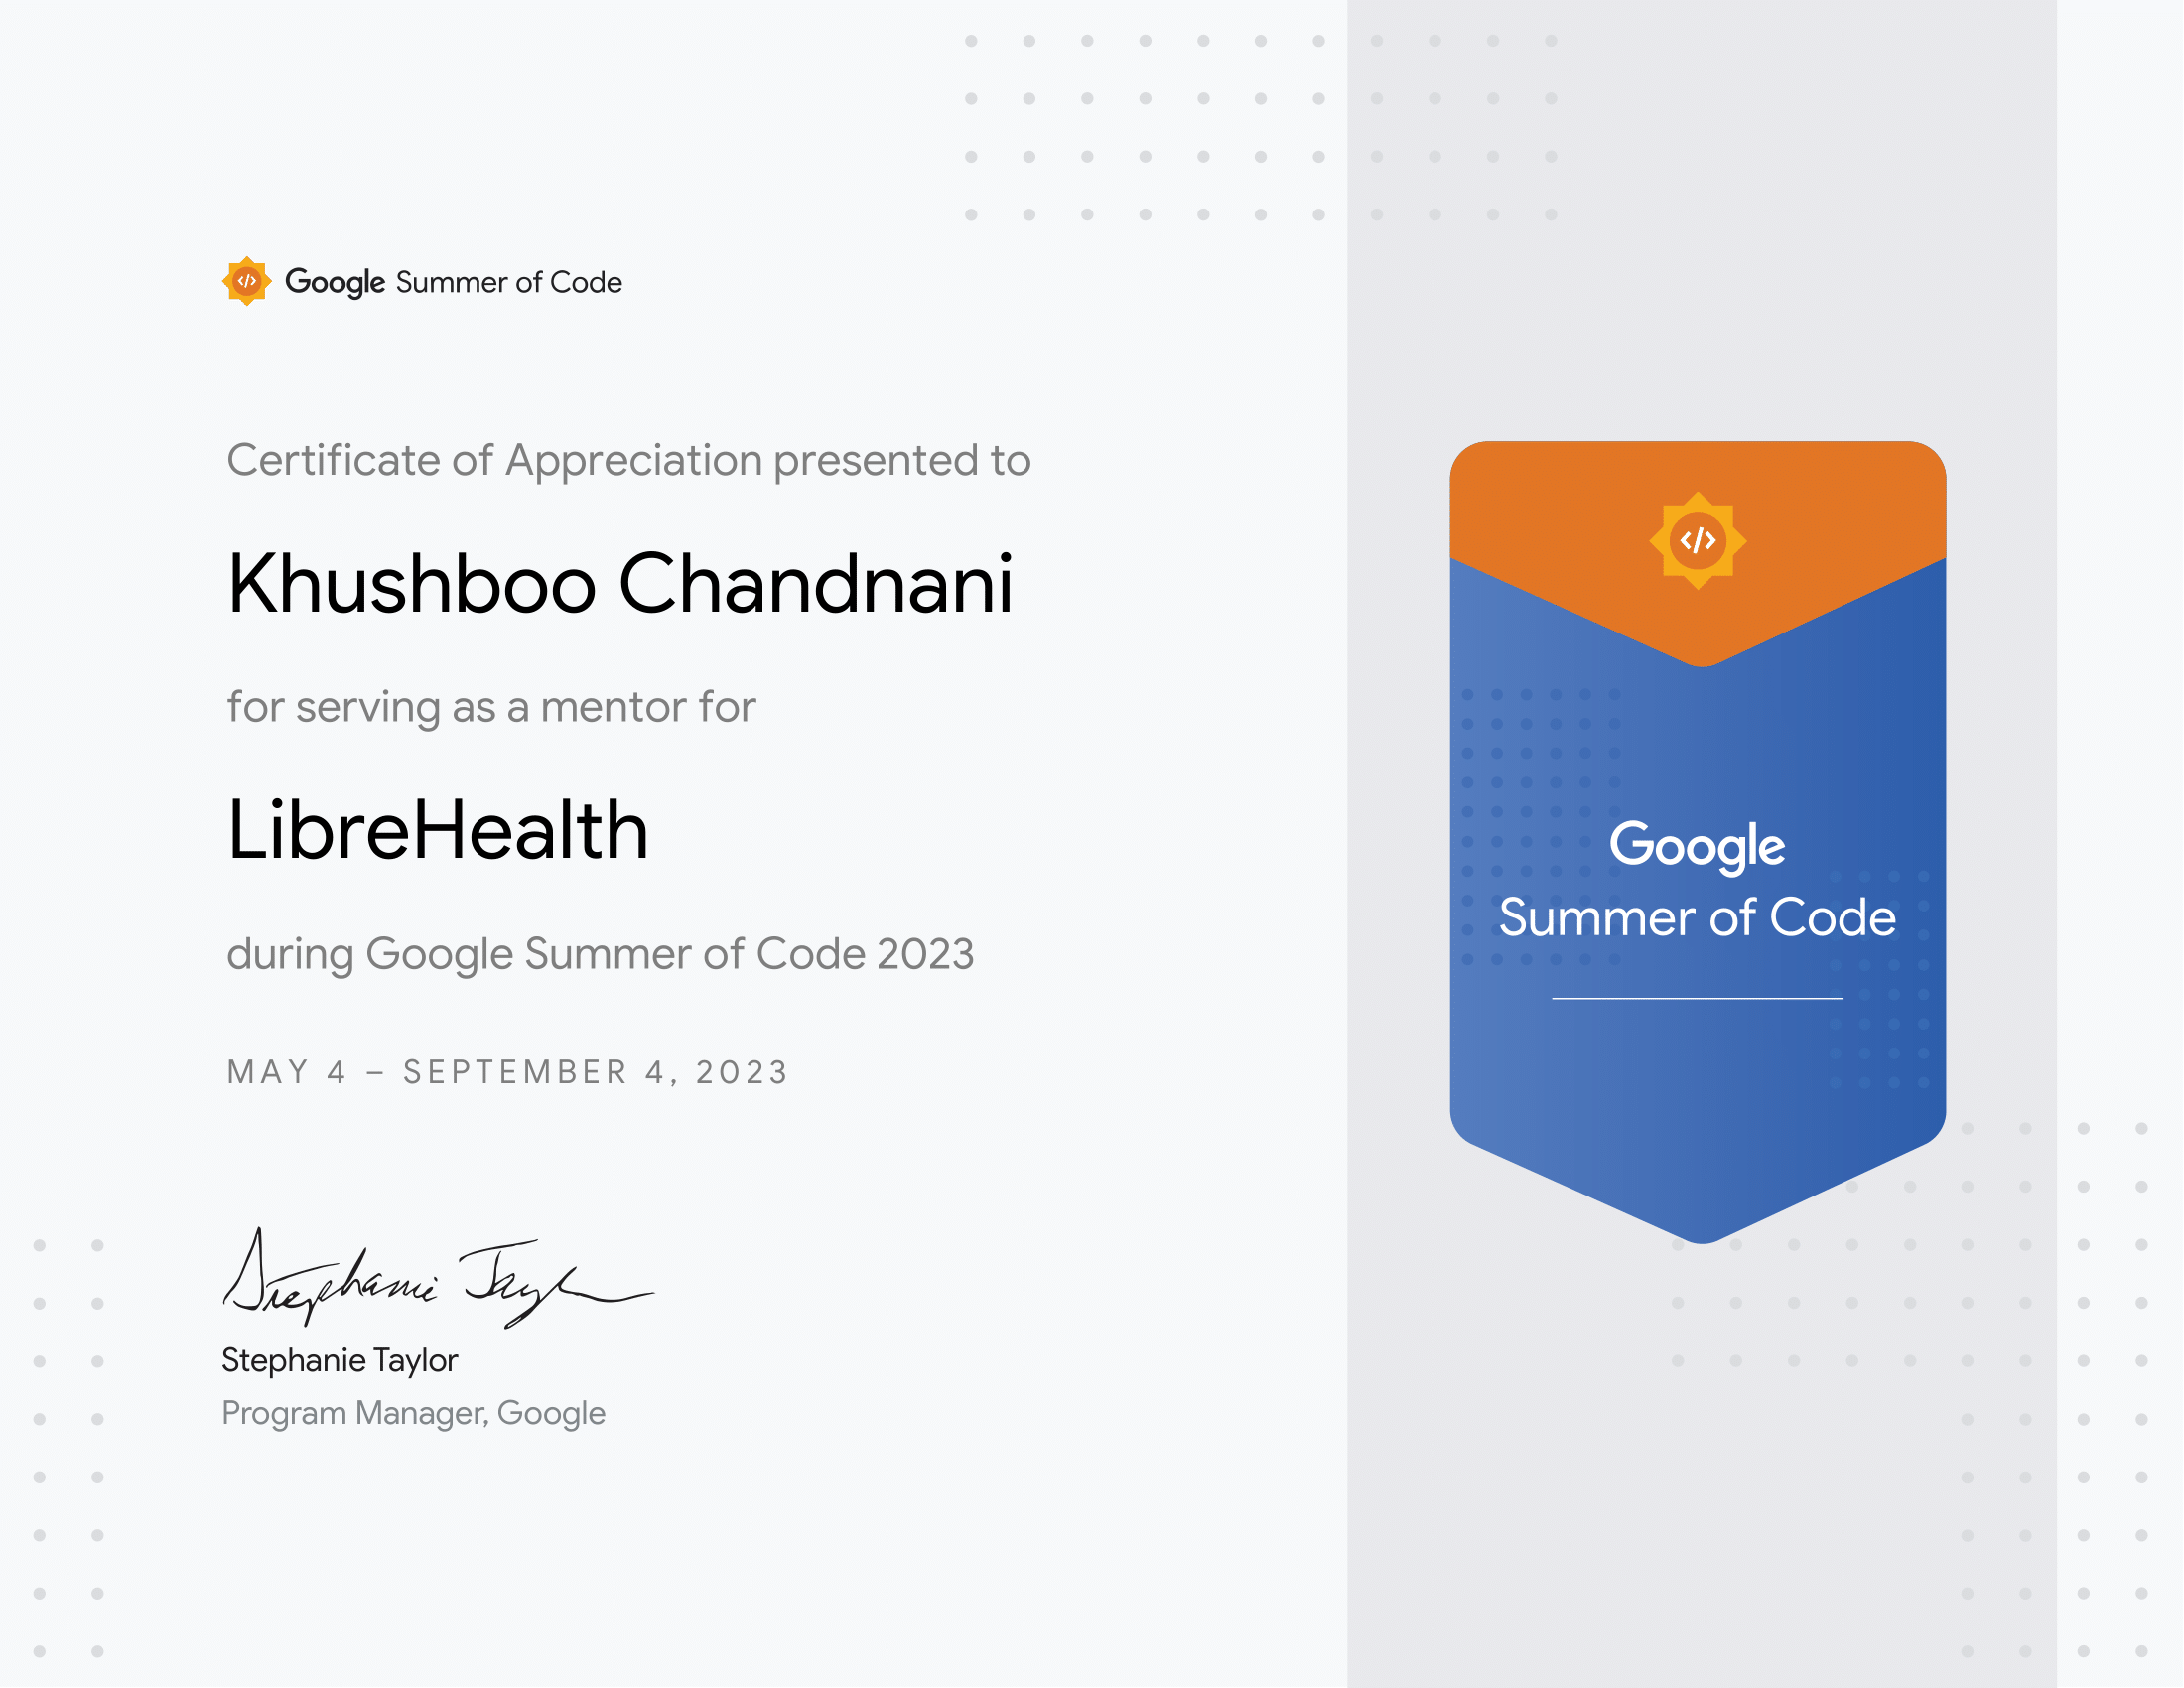 Google Summer of Code
Certificate of Appreciation presented to
Khushboo Chandnani
for serving as a mentor for
LibreHealth
during Google Summer of Code 2023
MAY 4 – SEPTEMBER 4, 2023
Stephanie Taylor
Stephanie Taylor
Program Manager, Google
</>
Google
Summer of Code